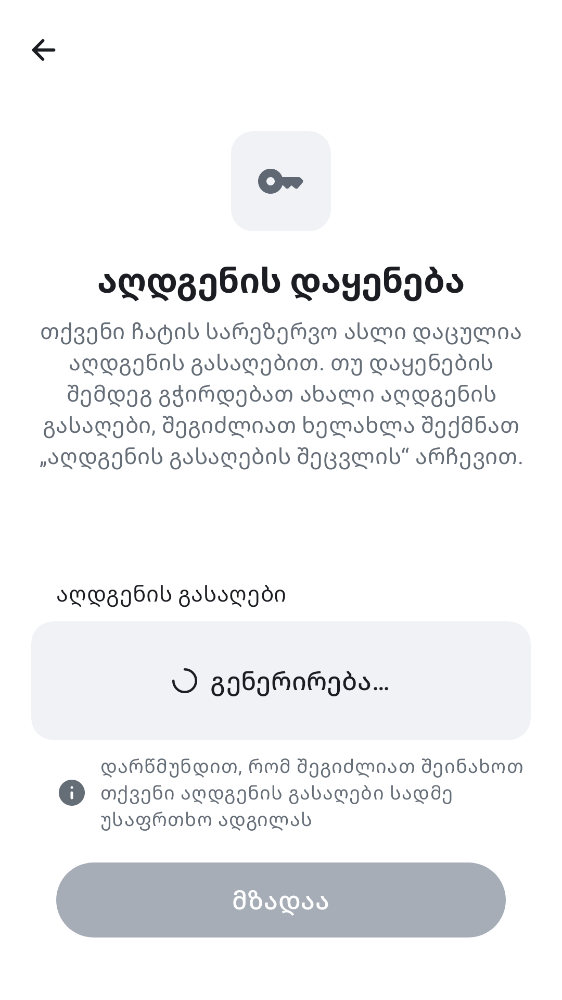 აღდგენის დაყენება
თქვენი ჩატის სარეზერვო ასლი დაცულია
აღდგენის გასაღებით. თუ დაყენების
შემდეგ გჭირდებათ ახალი აღდგენის
გასაღები, შეგიძლიათ ხელახლა შექმნათ
„აღდგენის გასაღების შეცვლის“ არჩევით.
აღდგენის გასაღები
გენერირება...
დარწმუნდით, რომ შეგიძლიათ შეინახოთ
თქვენი აღდგენის გასაღები სადმე
უსაფრთხო ადგილას
მზადაა